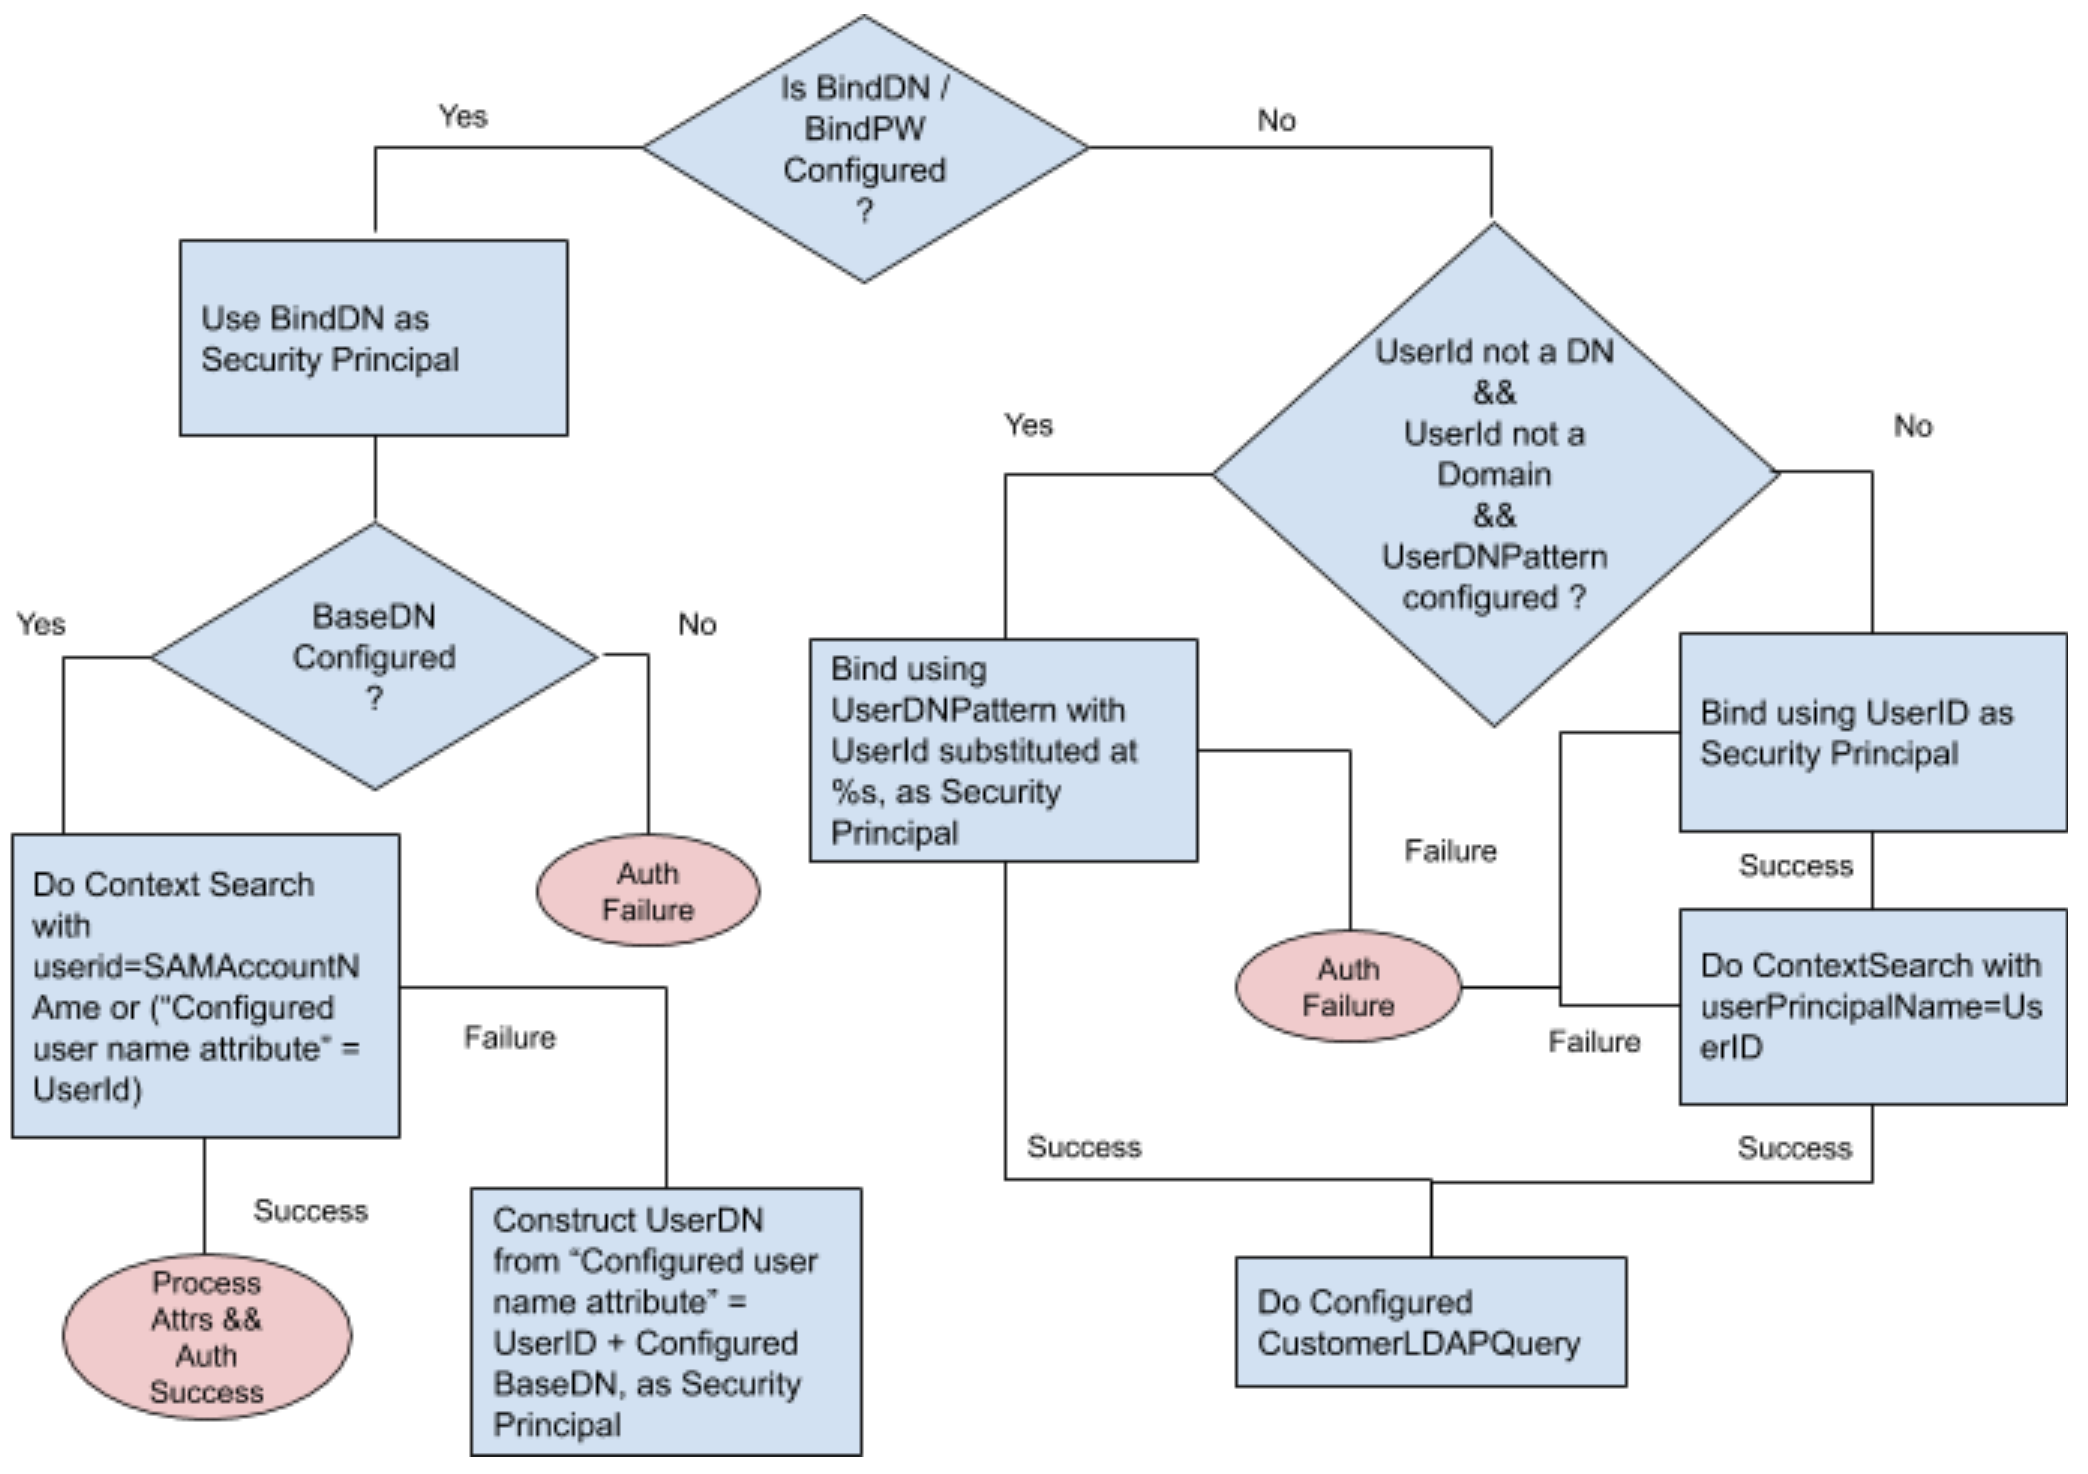 Is BindDN /
BindPW
Configured
?
Yes
No
Use BindDN as
Security Principal
UserId not a DN
&&
UserId not a
Domain
&&
UserDNPattern
configured ?
Yes
No
BaseDN
Configured
?
Yes
No
Bind using
UserDNPattern with
UserId substituted at
%s, as Security
Principal
Bind using UserID as
Security Principal
Auth
Failure
Failure
Success
Do Context Search
with
userid=SAMAccountN
Ame or ("Configured
user name attribute" =
UserId)
Auth
Failure
Do ContextSearch with
userPrincipalName=Us
erID
Failure
Failure
Success
Success
Success
Process
Attrs &&
Auth
Success
Construct UserDN
from “Configured user
name attribute” =
UserID + Configured
BaseDN, as Security
Principal
Do Configured
CustomerLDAPQuery